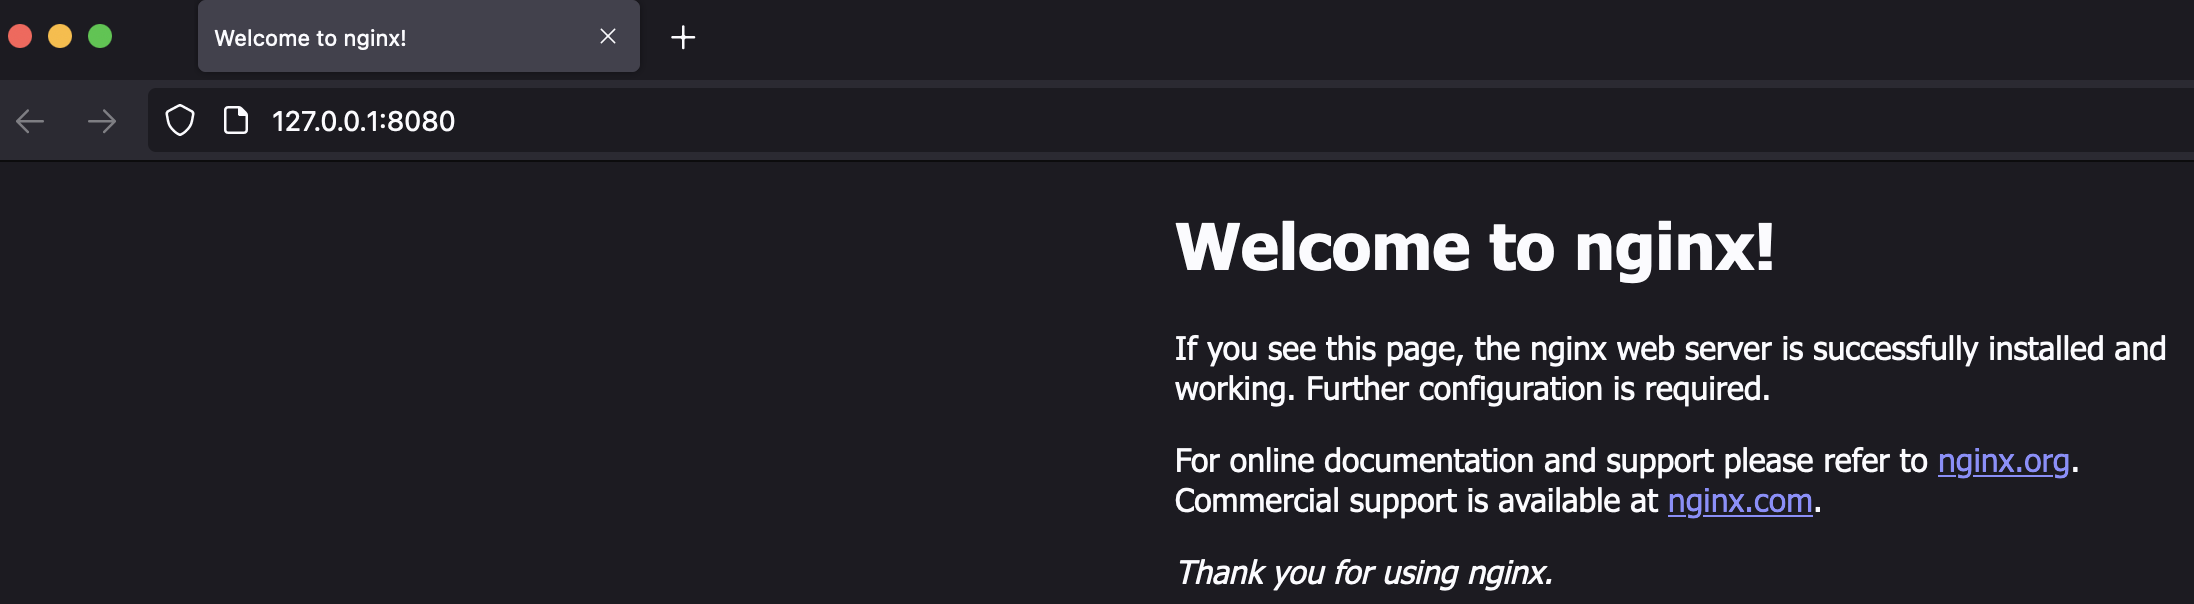 Welcome to nginx!
127.0.0.1:8080
Welcome to nginx!
If you see this page, the nginx web server is successfully installed and
working. Further configuration is required.
For online documentation and support please refer to nginx.org.
Commercial support is available at nginx.com.
Thank you for using nginx.